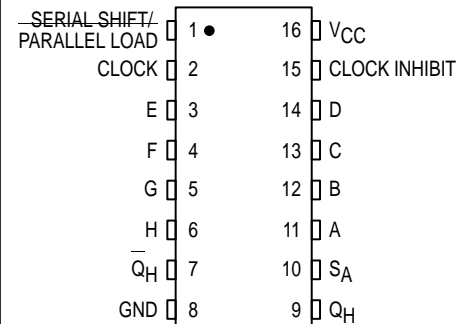 SERIAL SHIFT/
PARALLEL LOAD 1 16 VCC
CLOCK 2 15 CLOCK INHIBIT
E 3 14 D
F 4 13 C
G 5 12 B
H 6 11 A
Q̅H 7 10 SA
GND 8 9 QH